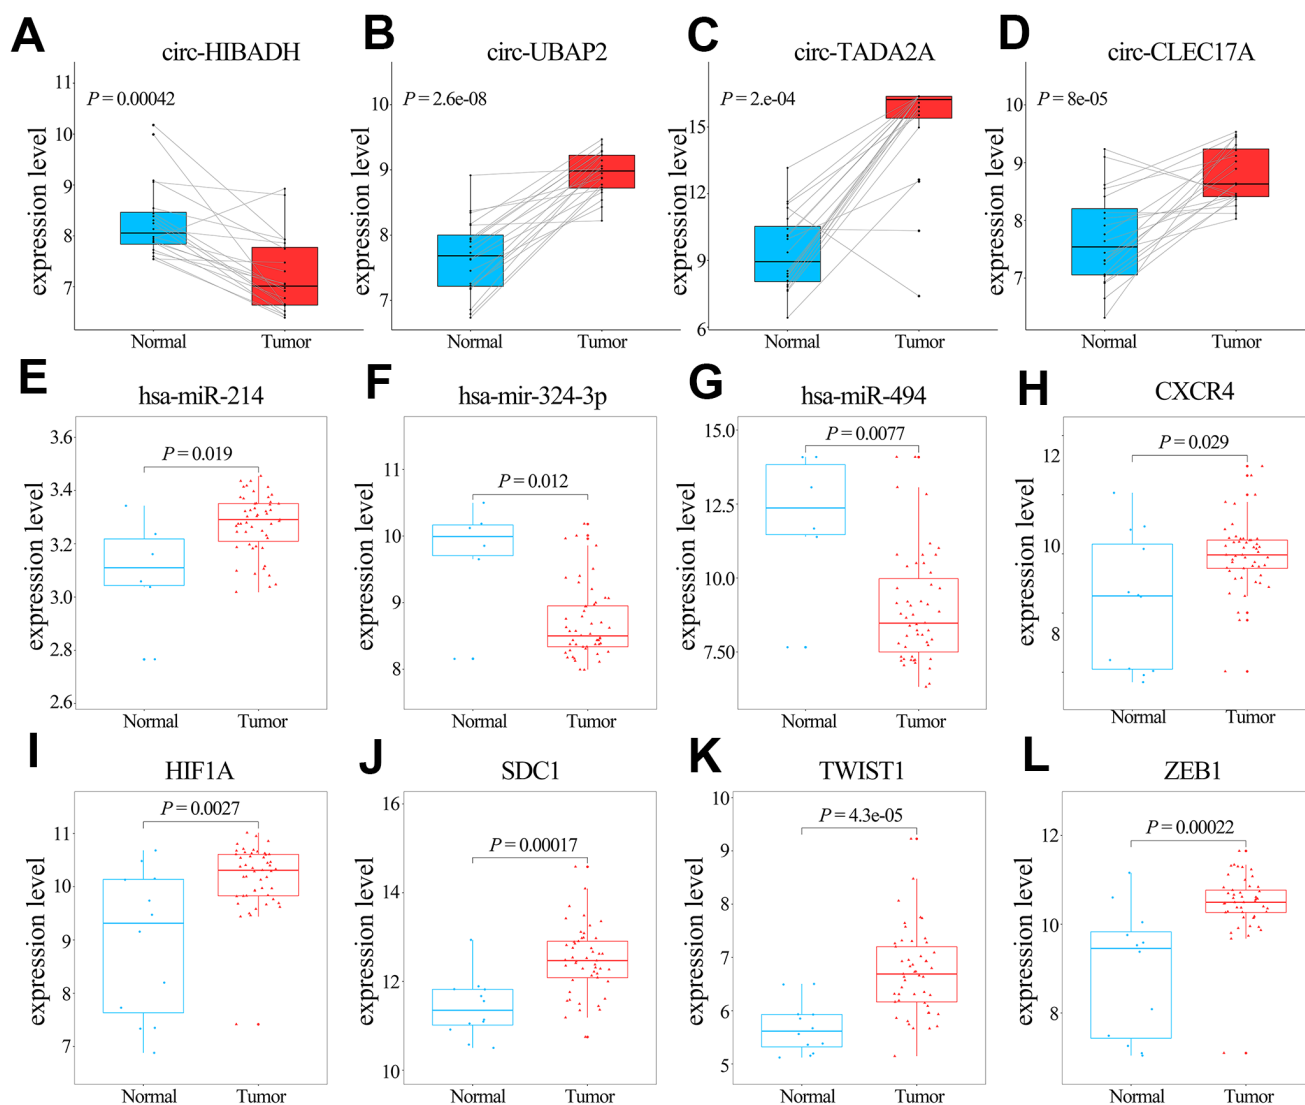 A
circ-HIBADH
P = 0.00042
expression level
11
10
9
8
7
Normal Tumor
B
circ-UBAP2
P = 2.6e-08
expression level
10
9
8
7
Normal Tumor
C
circ-TADA2A
P = 2.e-04
expression level
15
12
9
6
Normal Tumor
D
circ-CLEC17A
P = 8e-05
expression level
10
9
8
7
Normal Tumor
E
hsa-miR-214
P = 0.019
expression level
3.6
3.4
3.2
3.0
2.8
2.6
Normal Tumor
F
hsa-mir-324-3p
P = 0.012
expression level
11
10
9
8
Normal Tumor
G
hsa-miR-494
P = 0.0077
expression level
15.0
12.5
10.0
7.50
Normal Tumor
H
CXCR4
P = 0.029
expression level
12
10
8
Normal Tumor
I
HIF1A
P = 0.0027
expression level
11
10
9
8
7
Normal Tumor
J
SDC1
P = 0.00017
expression level
16
14
12
10
Normal Tumor
K
TWIST1
P = 4.3e-05
expression level
10
9
8
7
6
5
Normal Tumor
L
ZEB1
P = 0.00022
expression level
12
10
8
Normal Tumor